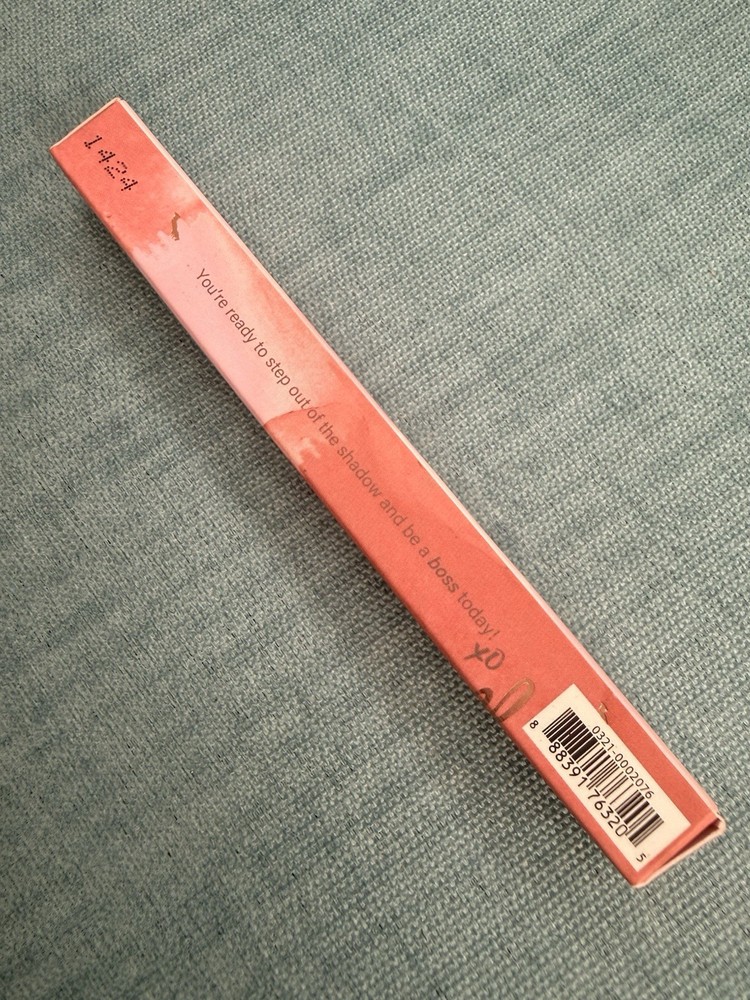 1424
You're ready to step out of the shadow and be a boss today!
xo
0321-0002076
8 88391 76320 5